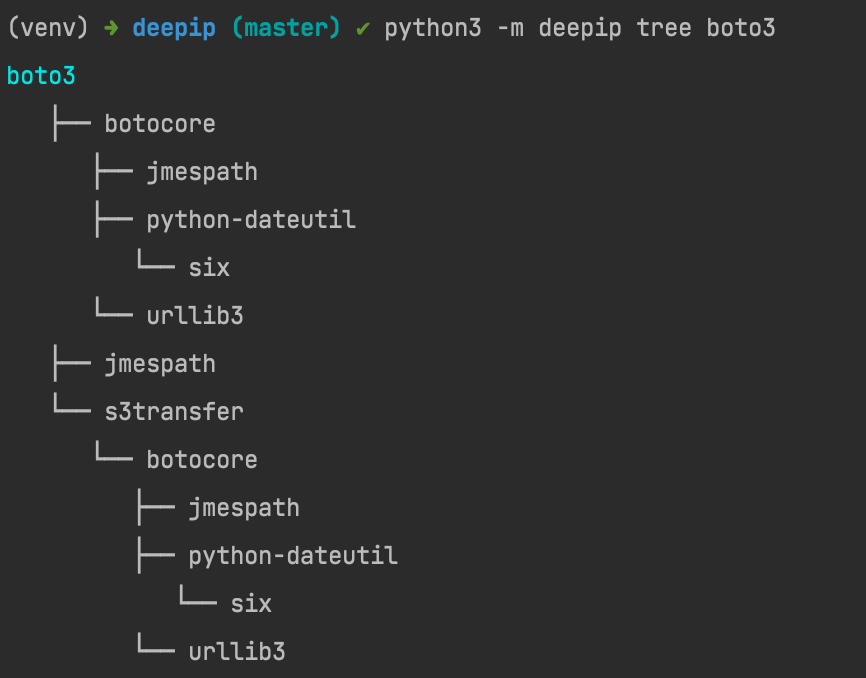 (venv) ➜ deepip (master) ✔ python3 -m deepip tree boto3
boto3
├── botocore
├── jmespath
├── python-dateutil
└── six
└── urllib3
├── jmespath
└── s3transfer
└── botocore
├── jmespath
├── python-dateutil
└── six
└── urllib3